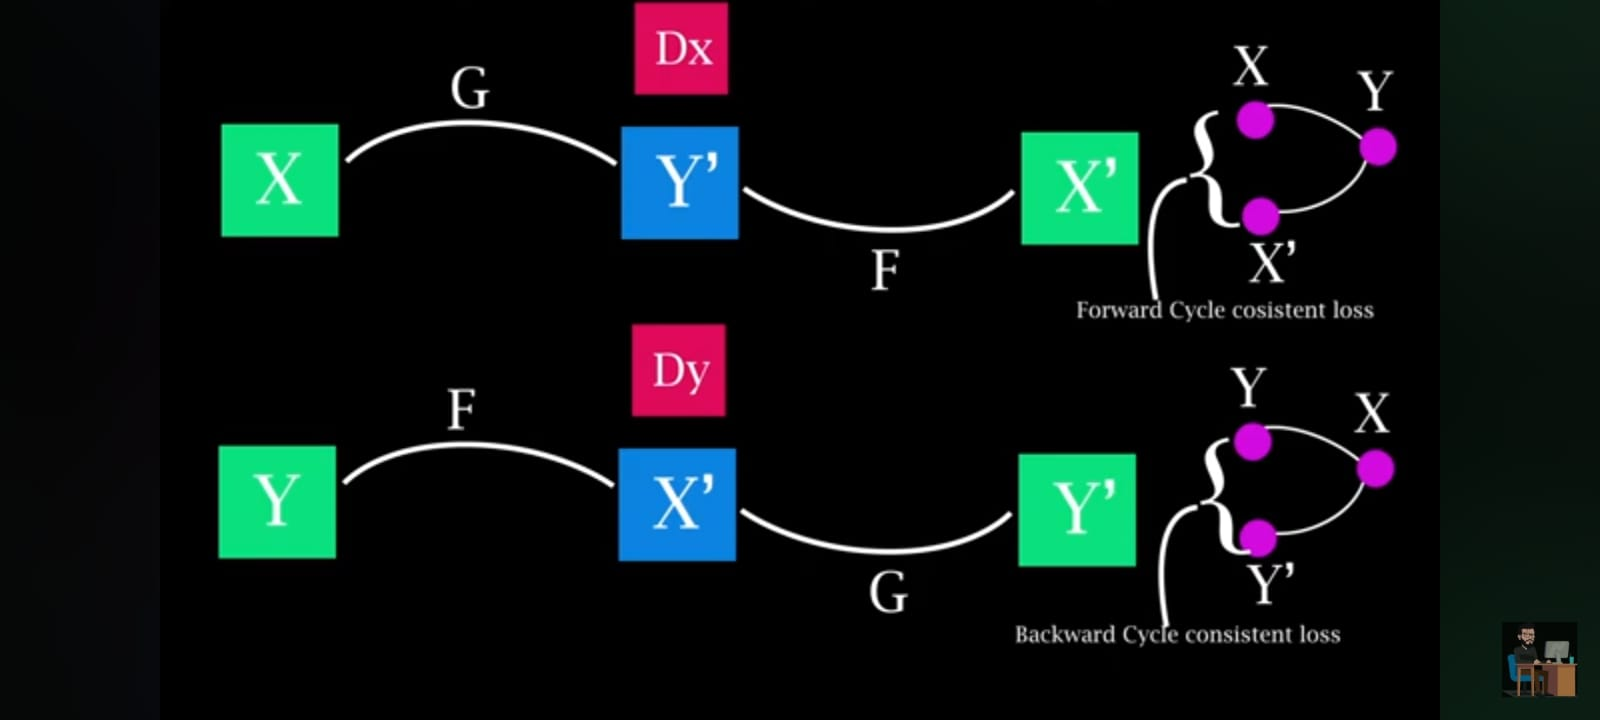 Dx
G
X
Y’
X’
F
X
Y
X’
Forward Cycle cosistent loss
Dy
F
Y
X’
Y’
G
Y
X
Y’
Backward Cycle consistent loss